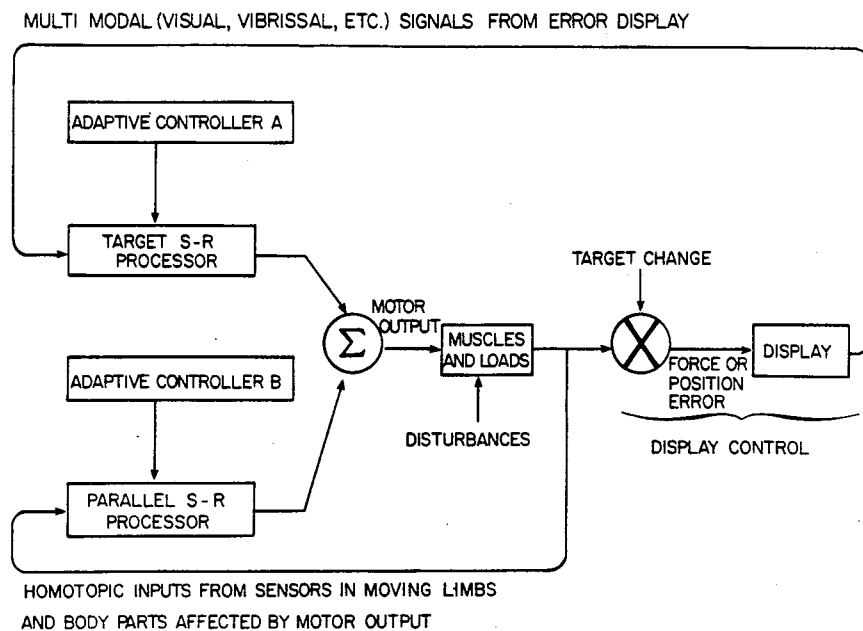 MULTI MODAL (VISUAL, VIBRISSAL, ETC.) SIGNALS FROM ERROR DISPLAY
ADAPTIVE CONTROLLER A
TARGET S-R
PROCESSOR
TARGET CHANGE
MOTOR
OUTPUT
Σ
MUSCLES
AND LOADS
DISPLAY
FORCE OR
POSITION
ERROR
ADAPTIVE CONTROLLER B
DISTURBANCES
DISPLAY CONTROL
PARALLEL S-R
PROCESSOR
HOMOTOPIC INPUTS FROM SENSORS IN MOVING LIMBS
AND BODY PARTS AFFECTED BY MOTOR OUTPUT